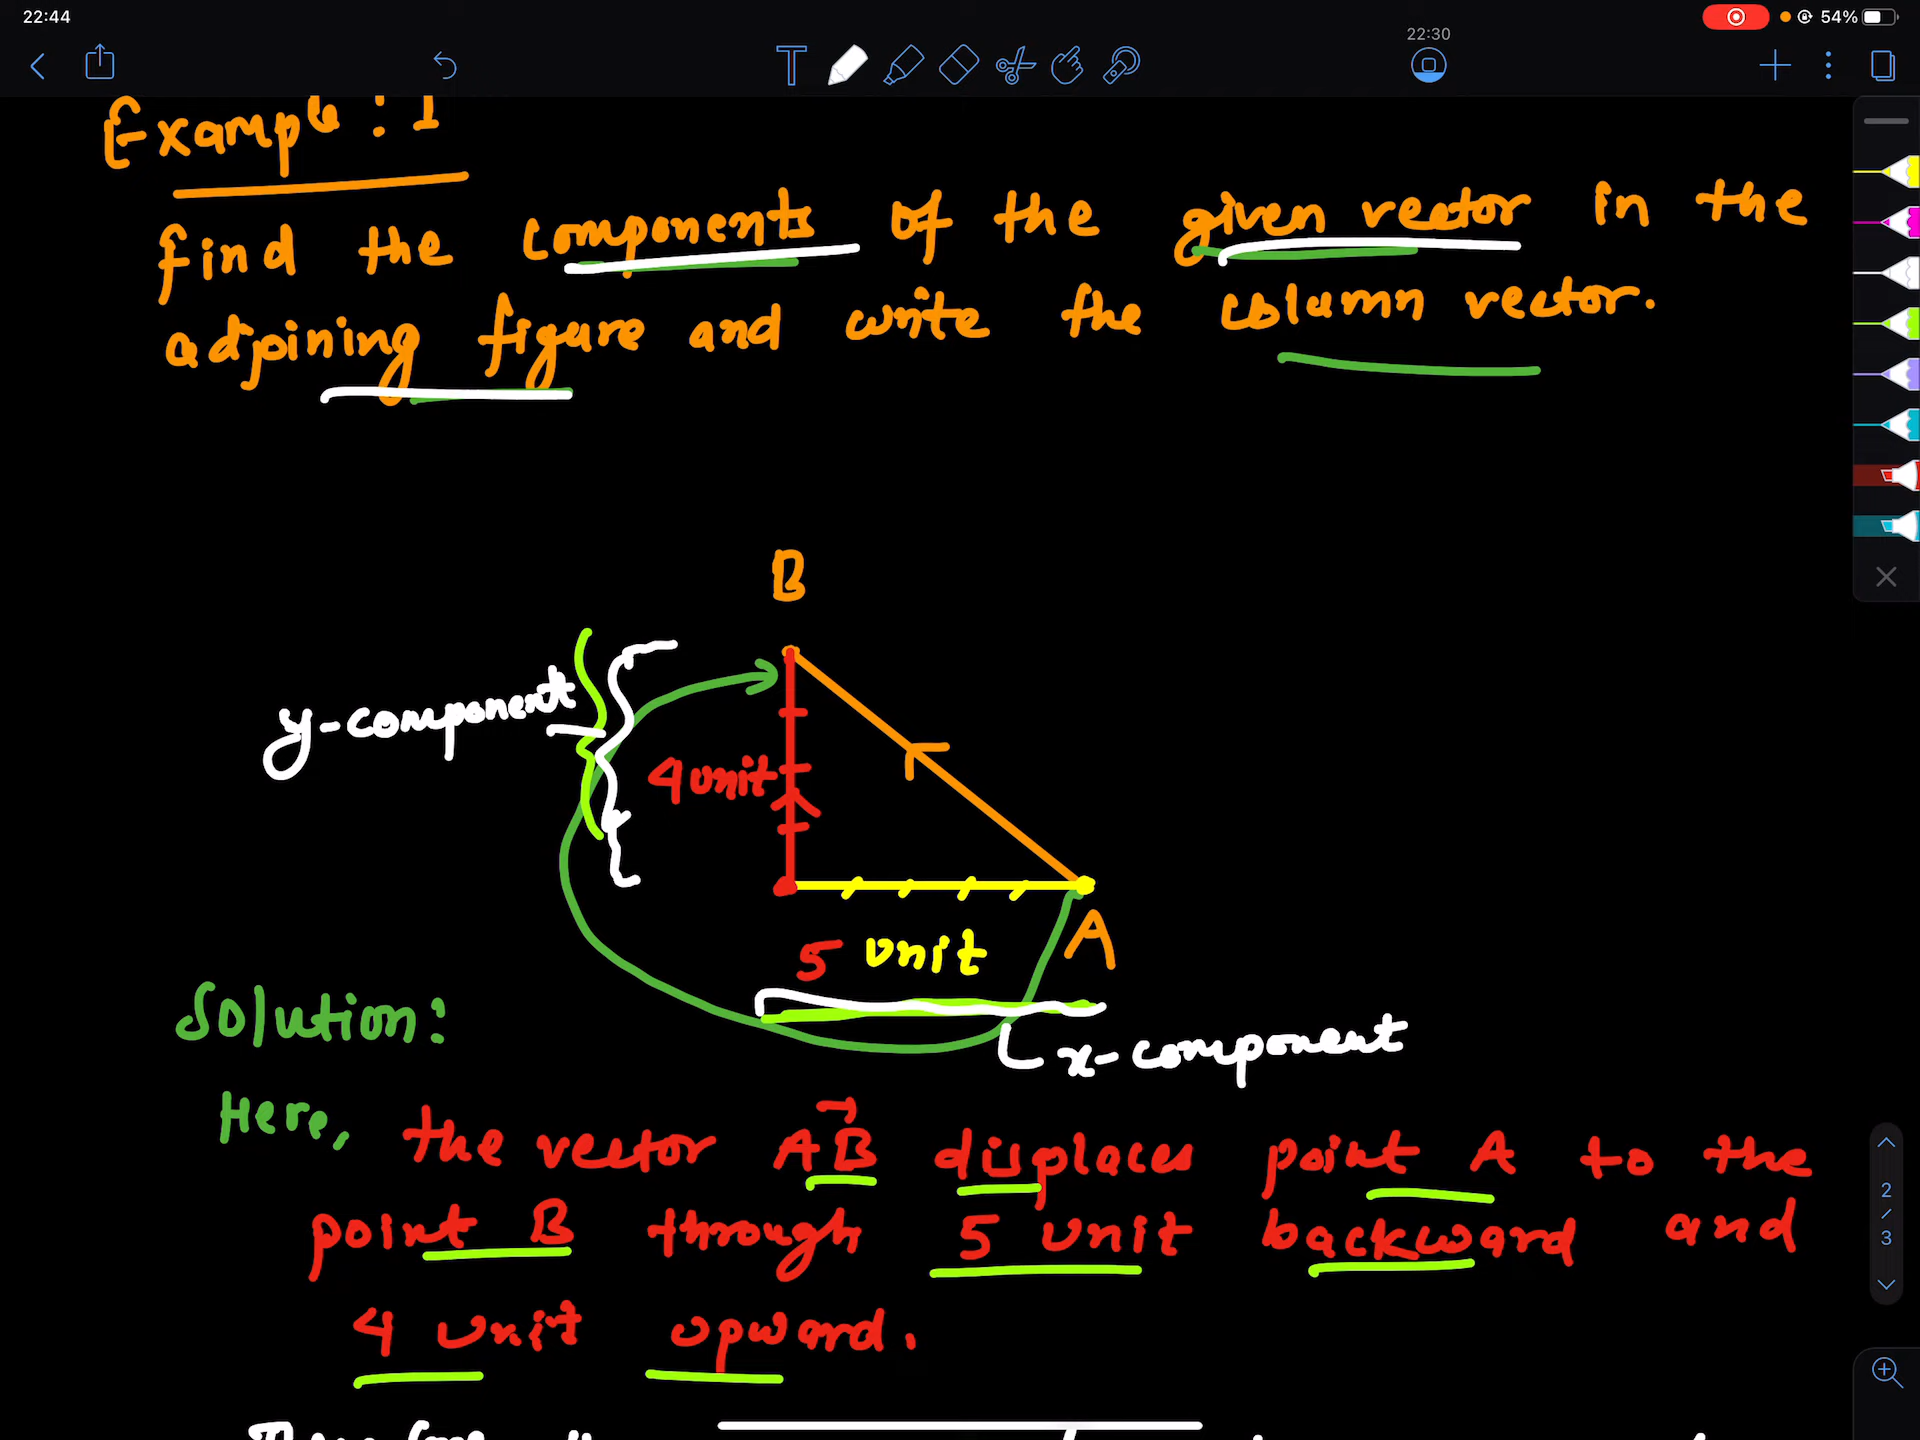 22:44
22:30
54%
Example: 1
find the components of the given vector in the
adjoining figure and write the column vector.
B
y-component
4 unit
5 unit
A
x-component
Solution:
Here, the vector AB displaces point A to the
point B through 5 unit backward and
4 unit upward.
2
/
3